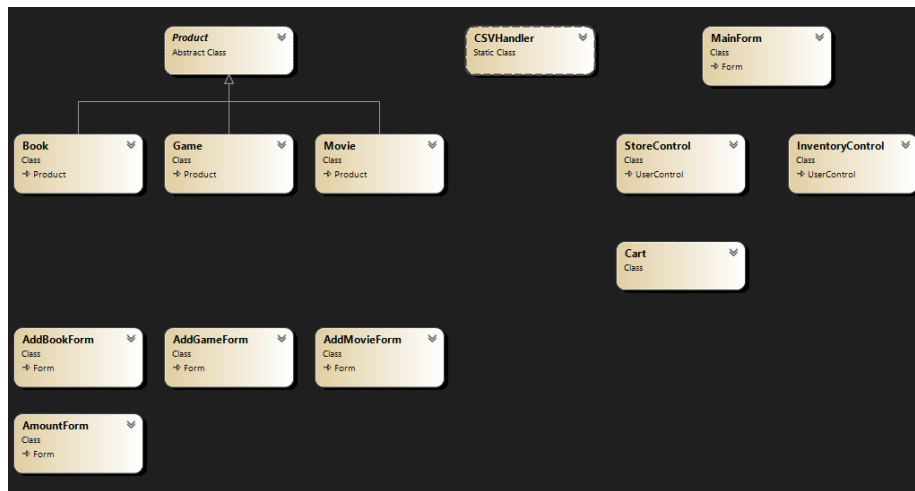 Product
Abstract Class
CSVHandler
Static Class
MainForm
Class
Form
Book
Class
Product
Game
Class
Product
Movie
Class
Product
StoreControl
Class
UserControl
InventoryControl
Class
UserControl
Cart
Class
AddBookForm
Class
Form
AddGameForm
Class
Form
AddMovieForm
Class
Form
AmountForm
Class
Form